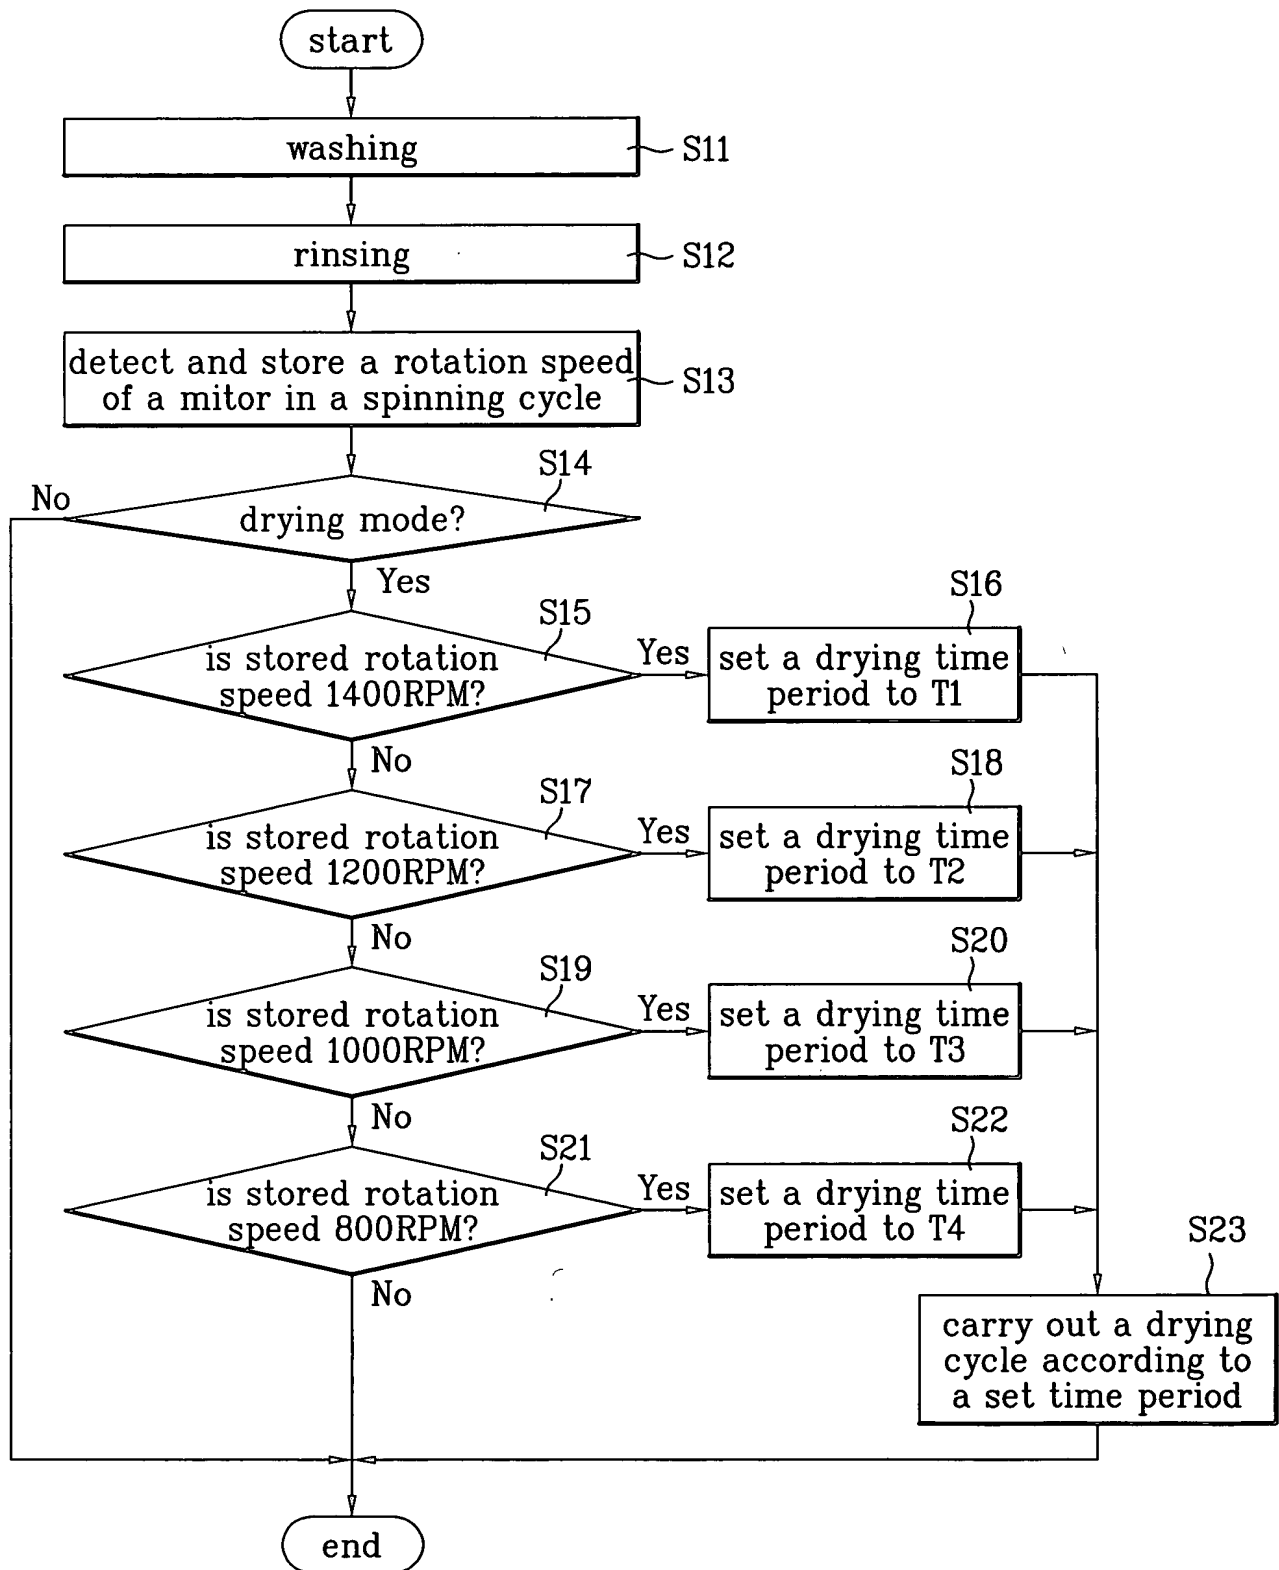 start
washing
S11
rinsing
S12
detect and store a rotation speed
of a mitor in a spinning cycle
S13
S14
No
drying mode?
Yes
S15
is stored rotation
speed 1400RPM?
Yes
S16
set a drying time
period to T1
No
S17
is stored rotation
speed 1200RPM?
Yes
S18
set a drying time
period to T2
No
S19
is stored rotation
speed 1000RPM?
Yes
S20
set a drying time
period to T3
No
S21
is stored rotation
speed 800RPM?
Yes
S22
set a drying time
period to T4
No
S23
carry out a drying
cycle according to
a set time period
end